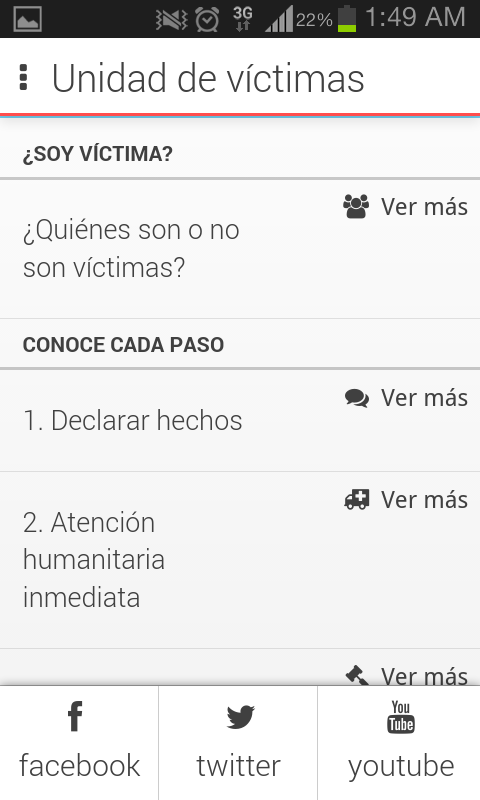 3G 22% 1:49 AM
Unidad de víctimas
¿SOY VÍCTIMA?
Ver más
¿Quiénes son o no
son víctimas?
CONOCE CADA PASO
Ver más
1. Declarar hechos
Ver más
2. Atención
humanitaria
inmediata
Ver más
You
Tube
facebook twitter youtube